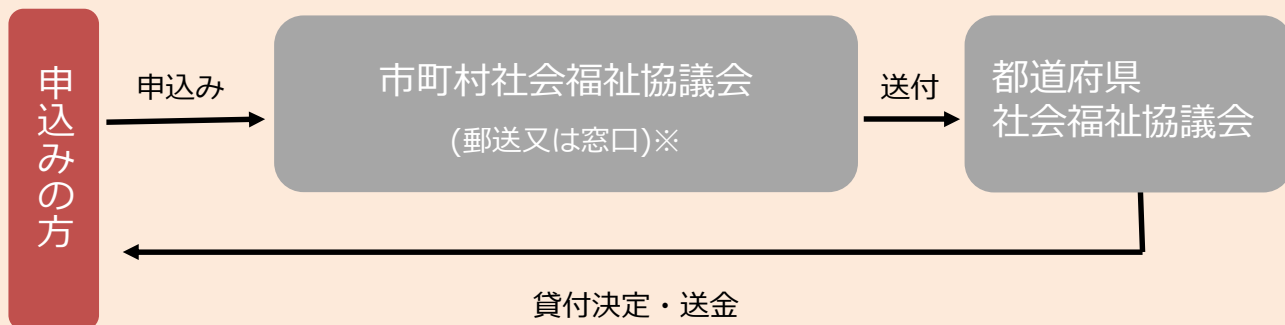 申込みの方
申込み
市町村社会福祉協議会
(郵送又は窓口)※
送付
都道府県
社会福祉協議会
貸付決定・送金